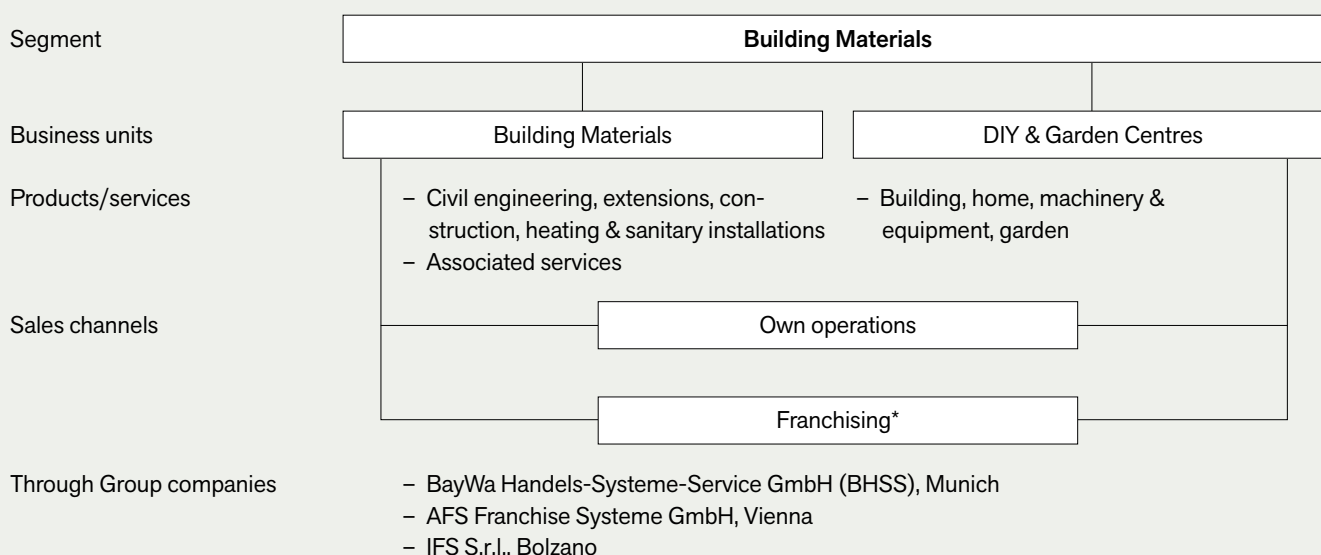 Segment
Building Materials
Business units
Building Materials
DIY & Garden Centres
Products/services
– Civil engineering, extensions, con-
struction, heating & sanitary installations
– Associated services
– Building, home, machinery &
equipment, garden
Sales channels
Own operations
Franchising*
Through Group companies
– BayWa Handels-Systeme-Service GmbH (BHSS), Munich
– AFS Franchise Systeme GmbH, Vienna
– IFS S.r.l., Bolzano